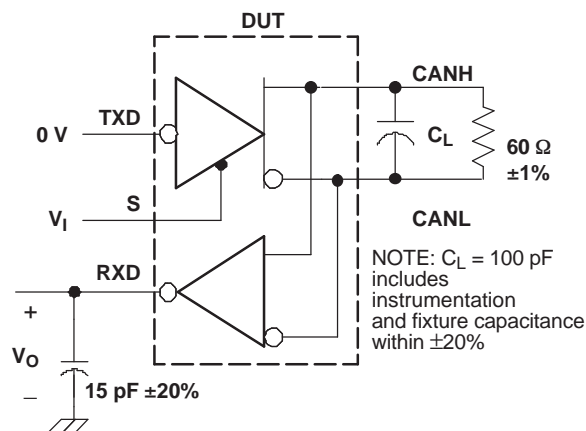 DUT
CANH
TXD
0 V
C_L
60 Ω
±1%
S
V_I
CANL
RXD
NOTE: C_L = 100 pF
includes
instrumentation
and fixture capacitance
within ±20%
+
V_O
15 pF ±20%
–